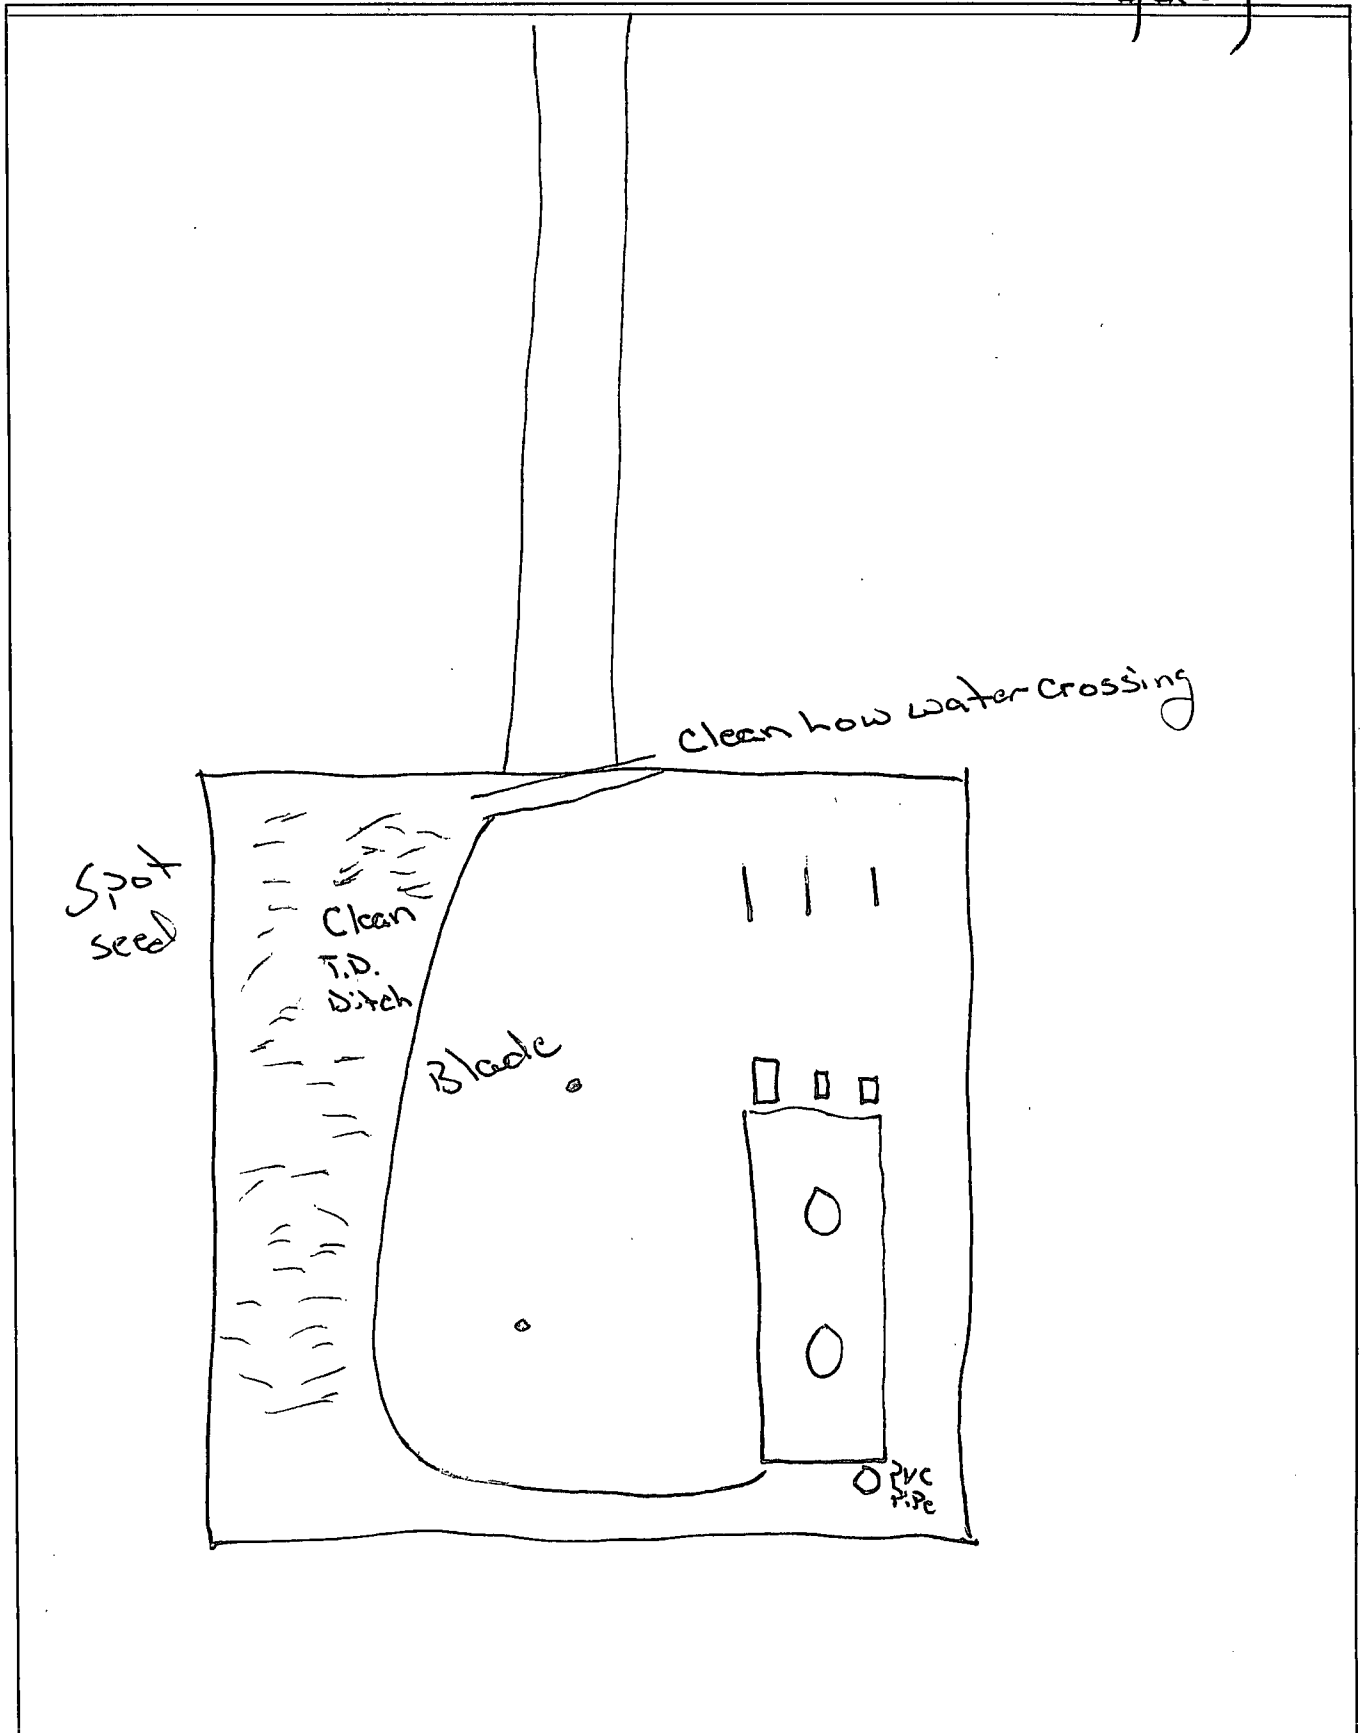 Clean Low water crossing
Spot
seed
Clean
T.D.
Ditch
Blade
PVC
Pipe